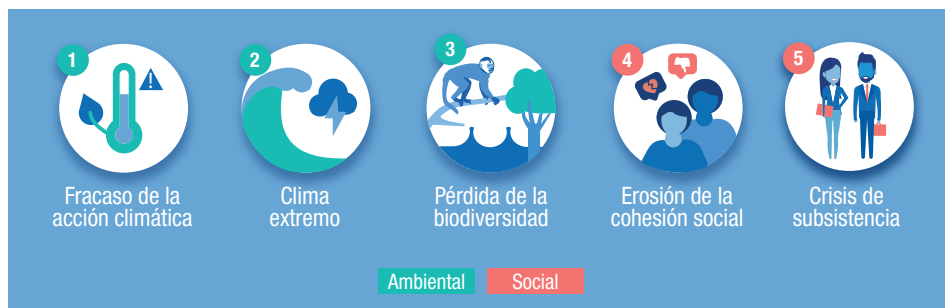 1
Fracaso de la
acción climática
2
Clima
extremo
3
Pérdida de la
biodiversidad
4
Erosión de la
cohesión social
5
Crisis de
subsistencia
Ambiental
Social